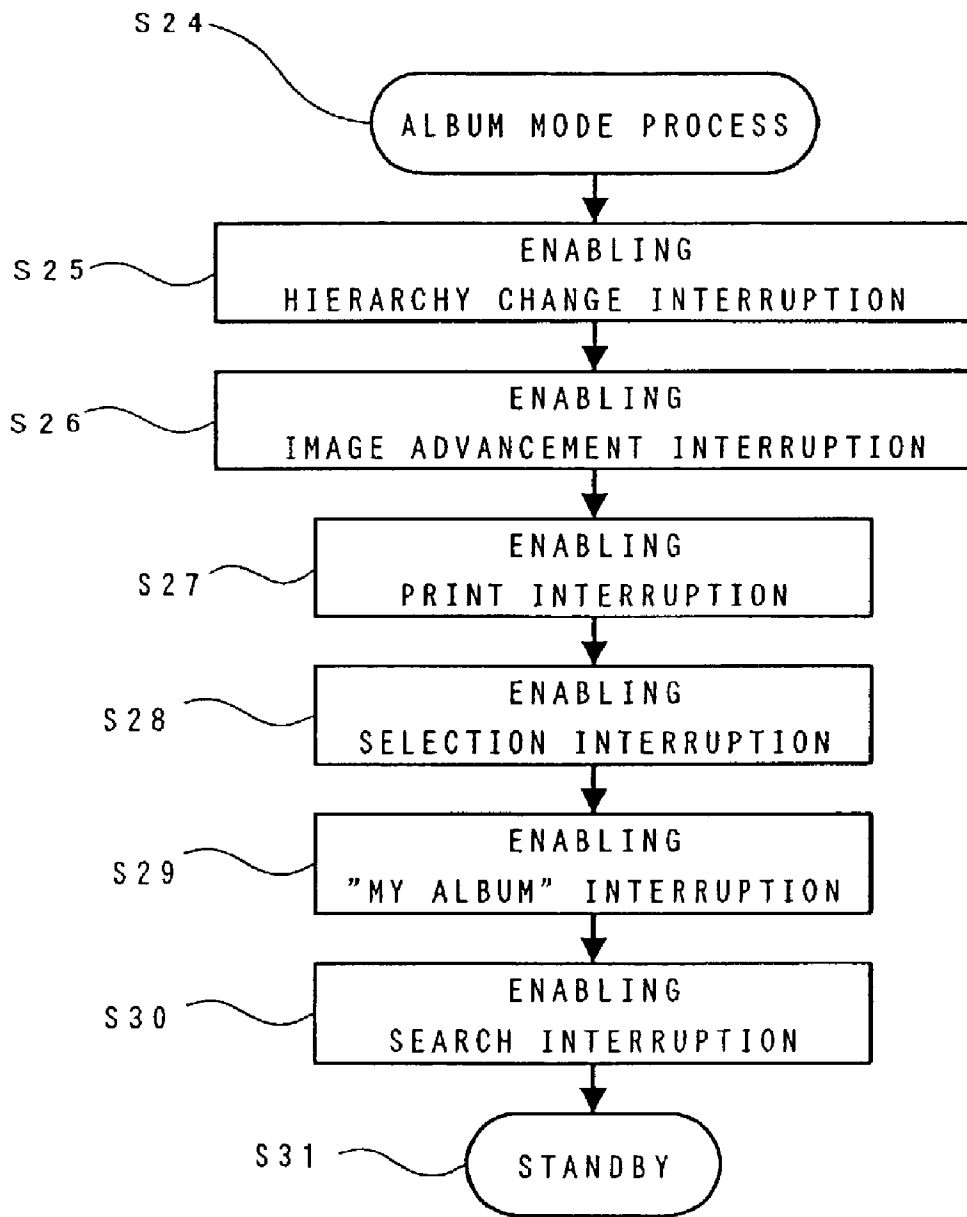 S24
ALBUM MODE PROCESS
S25
ENABLING
HIERARCHY CHANGE INTERRUPTION
S26
ENABLING
IMAGE ADVANCEMENT INTERRUPTION
S27
ENABLING
PRINT INTERRUPTION
S28
ENABLING
SELECTION INTERRUPTION
S29
ENABLING
"MY ALBUM" INTERRUPTION
S30
ENABLING
SEARCH INTERRUPTION
S31
STANDBY